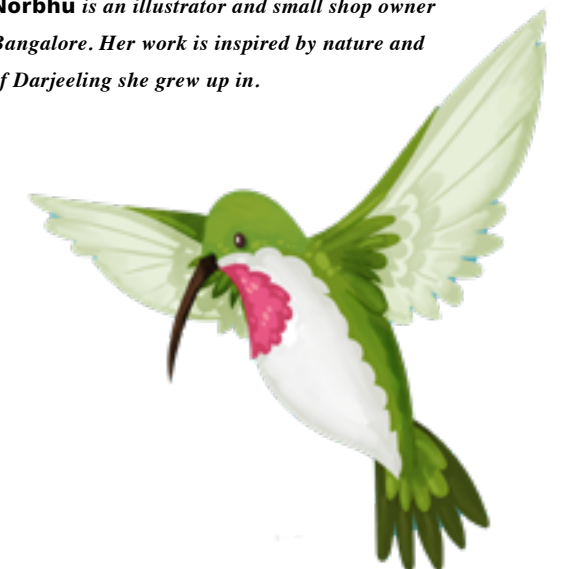 Norbhu is an illustrator and small shop owner
Bangalore. Her work is inspired by nature and
f Darjeeling she grew up in.